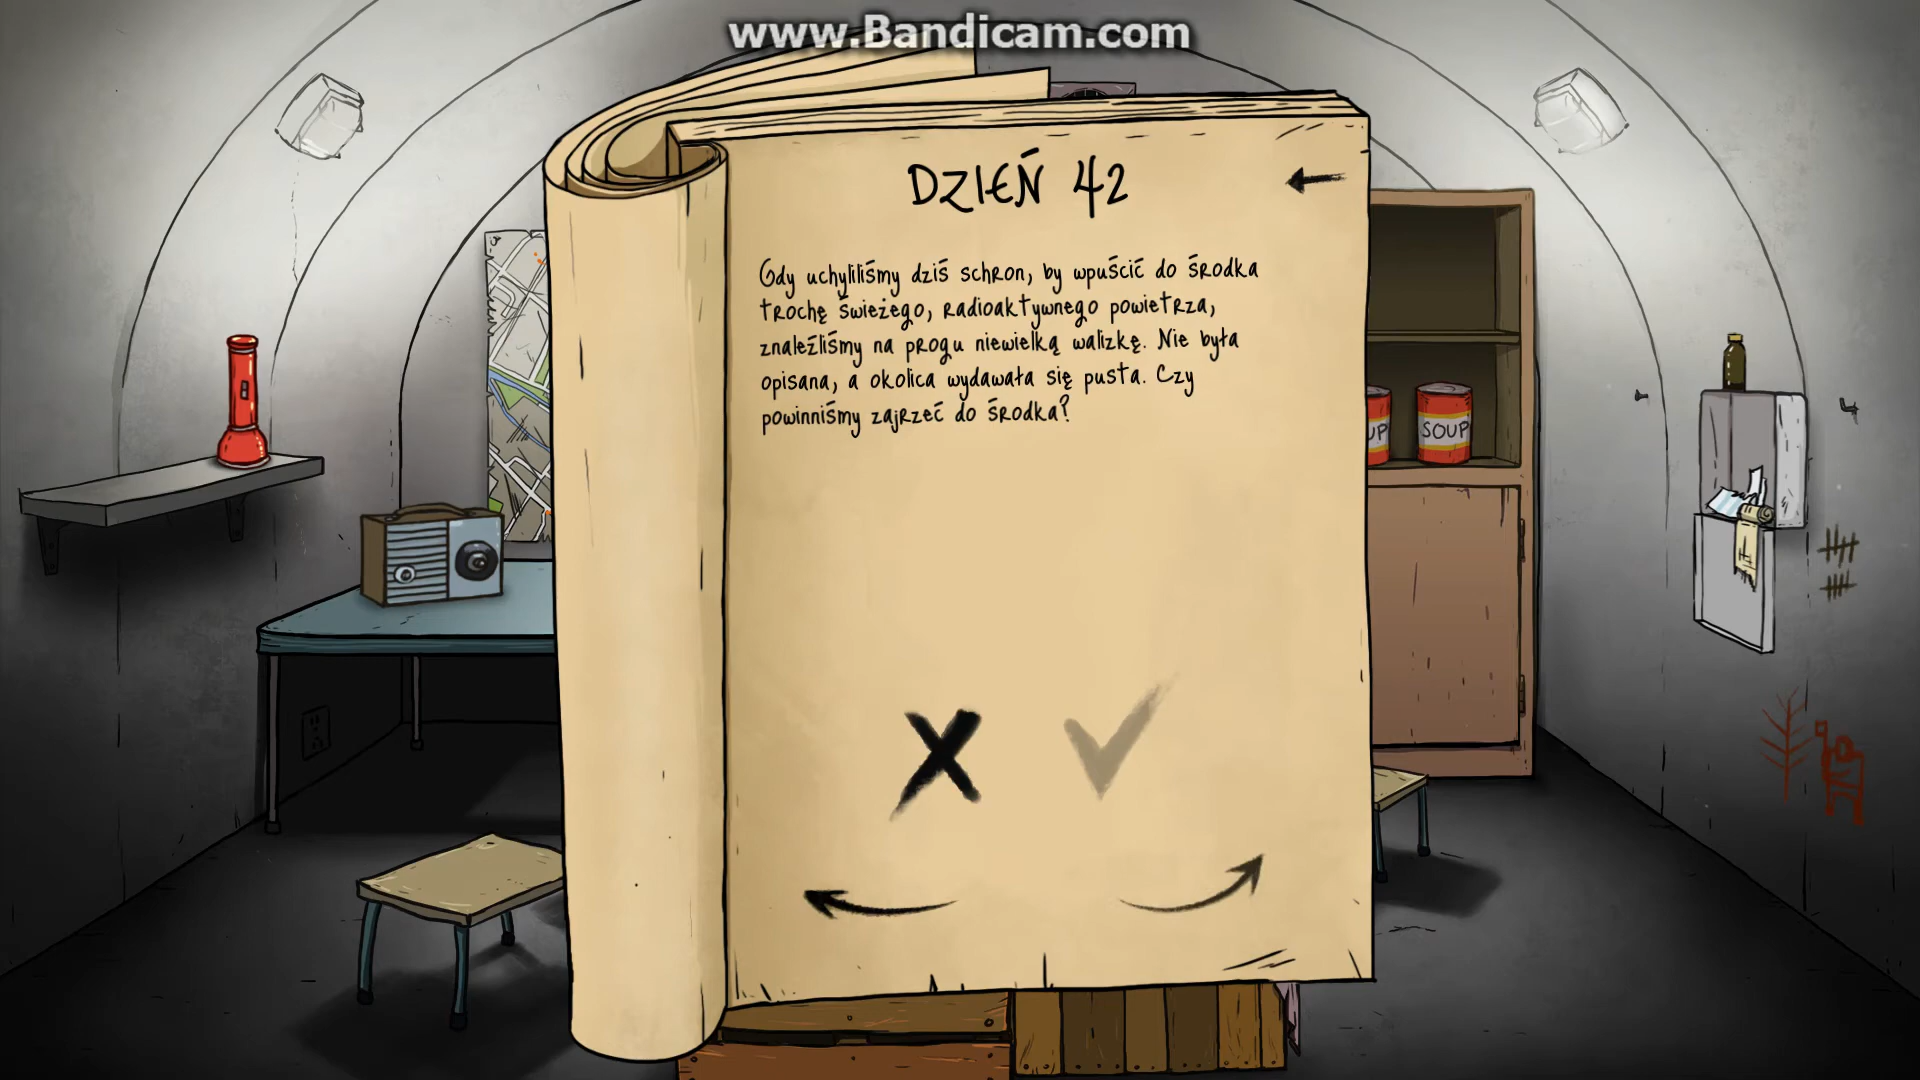 www.Bandicam.com
DZIEŃ 42
Gdy uchyliliśmy dziś schron, by wpuścić do środka
trochę świeżego, radioaktywnego powietrza,
znaleźliśmy na progu niewielką walizkę. Nie była
opisana, a okolica wydawała się pusta. Czy
powinniśmy zajrzeć do środka?
UP
SOUP